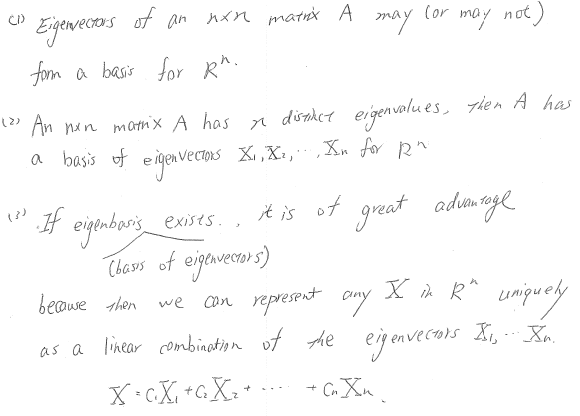 (1) Eigenvectors of an n×n matrix A may (or may not)
form a basis for Rⁿ.
(2) An n×n matrix A has n distinct eigenvalues, then A has
a basis of eigenvectors X₁, X₂, ⋯, Xₙ for Rⁿ
(3) If eigenbasis exists., it is of great advantage
(basis of eigenvectors)
because then we can represent any X in Rⁿ uniquely
as a linear combination of the eigenvectors X₁, ⋯ Xₙ.
X = C₁X₁ + C₂X₂ + ⋯⋯ + CₙXₙ.